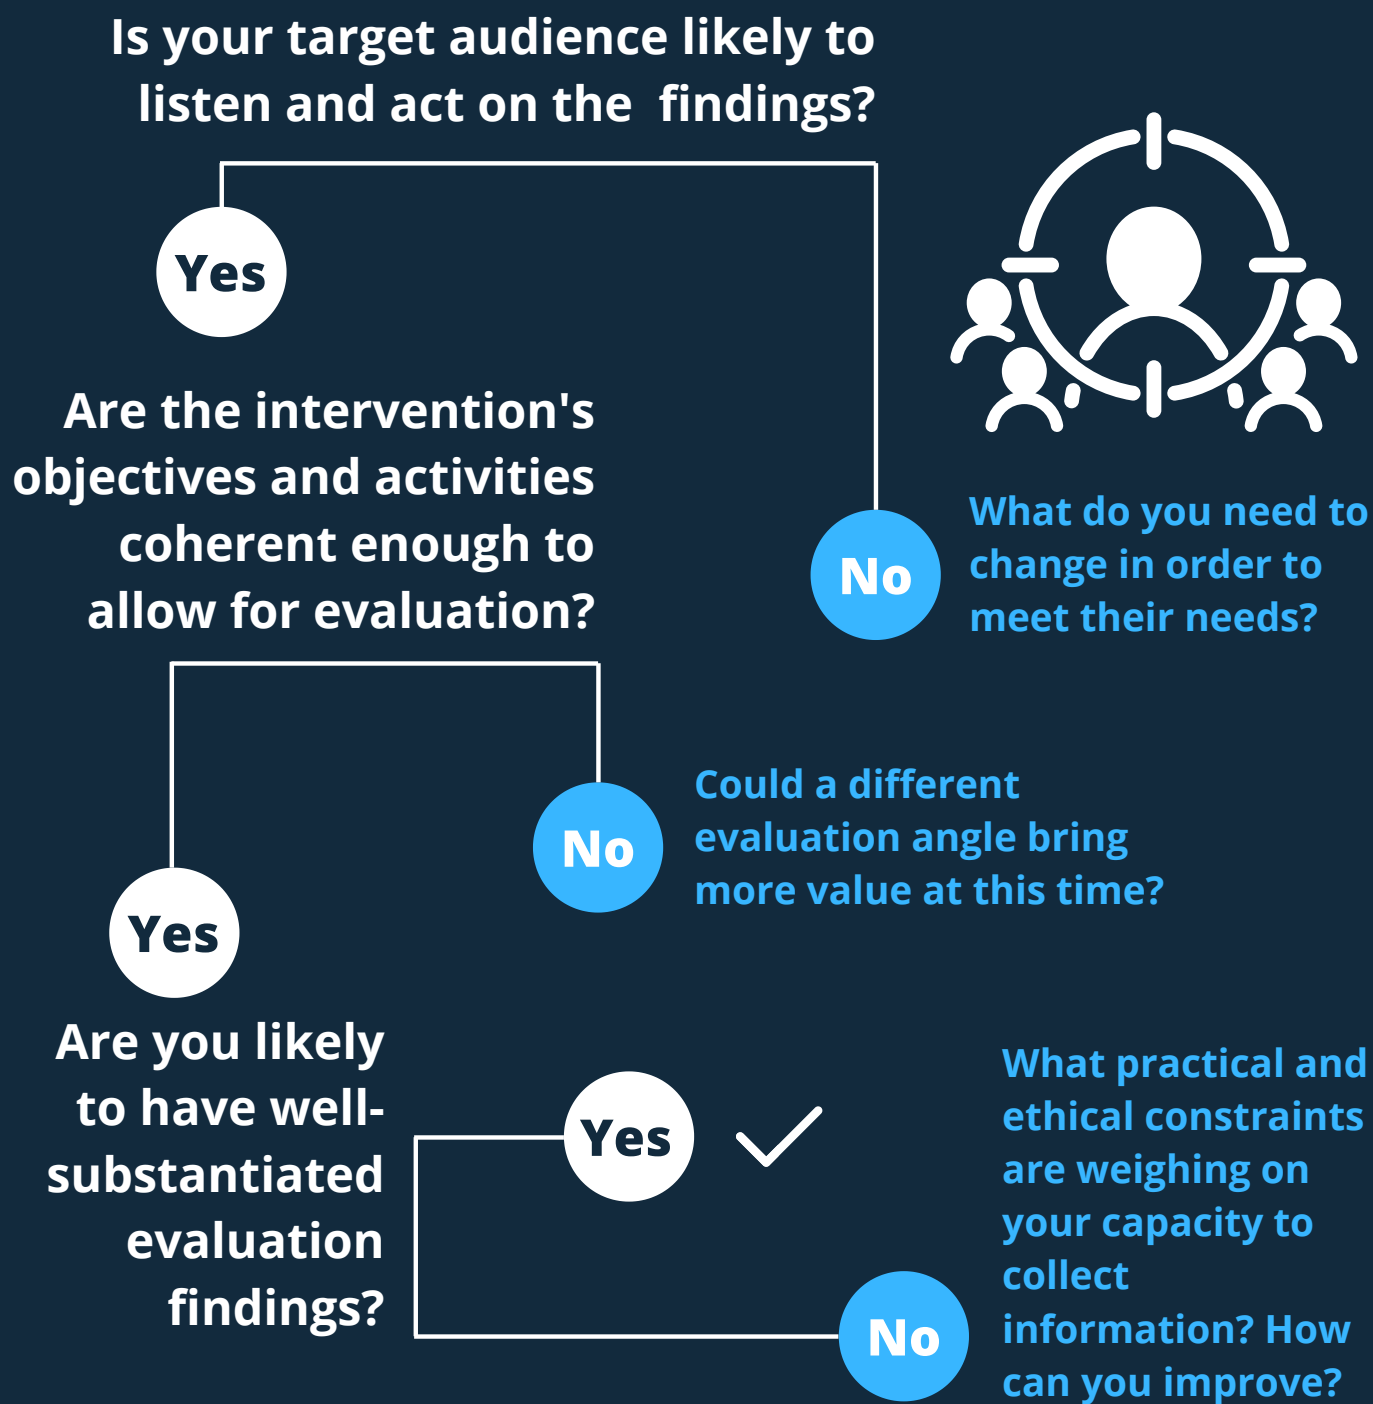 Is your target audience likely to
listen and act on the findings?
Yes
Are the intervention's
objectives and activities
coherent enough to
allow for evaluation?
No
What do you need to
change in order to
meet their needs?
No
Could a different
evaluation angle bring
more value at this time?
Yes
Are you likely
to have well-
substantiated
evaluation
findings?
Yes
No
What practical and
ethical constraints
are weighing on
your capacity to
collect
information? How
can you improve?